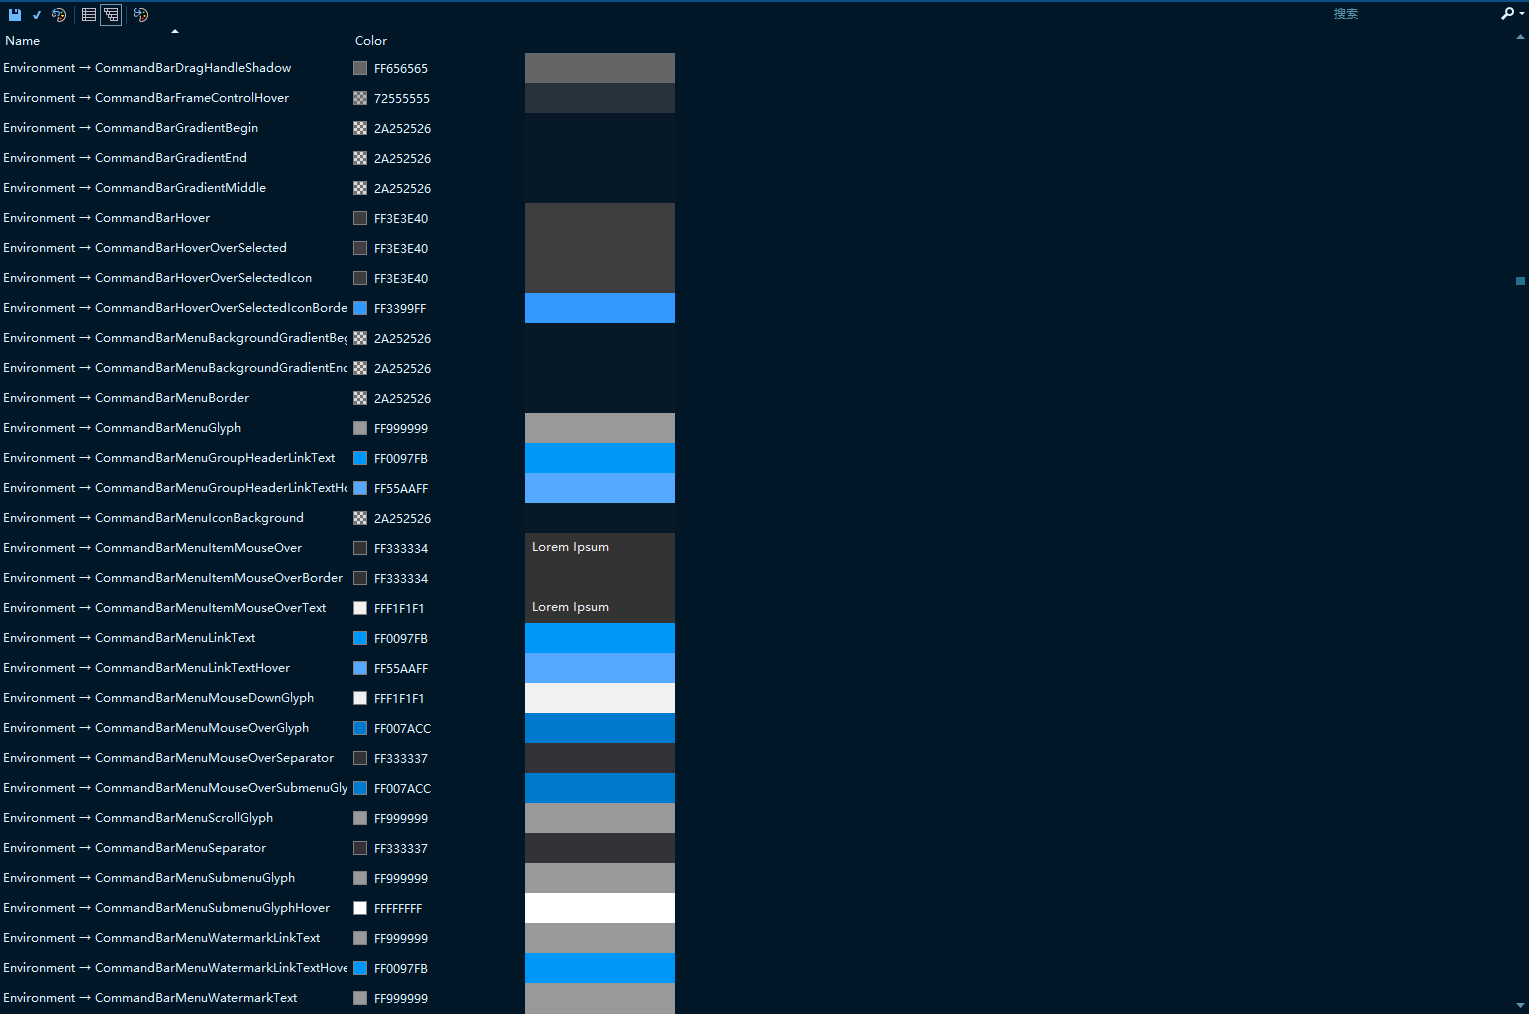 搜索
Name Color
Environment → CommandBarDragHandleShadow FF656565
Environment → CommandBarFrameControlHover 72555555
Environment → CommandBarGradientBegin 2A252526
Environment → CommandBarGradientEnd 2A252526
Environment → CommandBarGradientMiddle 2A252526
Environment → CommandBarHover FF3E3E40
Environment → CommandBarHoverOverSelected FF3E3E40
Environment → CommandBarHoverOverSelectedIcon FF3E3E40
Environment → CommandBarHoverOverSelectedIconBorde FF3399FF
Environment → CommandBarMenuBackgroundGradientBeg 2A252526
Environment → CommandBarMenuBackgroundGradientEnd 2A252526
Environment → CommandBarMenuBorder 2A252526
Environment → CommandBarMenuGlyph FF999999
Environment → CommandBarMenuGroupHeaderLinkText FF0097FB
Environment → CommandBarMenuGroupHeaderLinkTextHo FF55AAFF
Environment → CommandBarMenuIconBackground 2A252526
Environment → CommandBarMenuItemMouseOver FF333334 Lorem Ipsum
Environment → CommandBarMenuItemMouseOverBorder FF333334
Environment → CommandBarMenuItemMouseOverText FFF1F1F1 Lorem Ipsum
Environment → CommandBarMenuLinkText FF0097FB
Environment → CommandBarMenuLinkTextHover FF55AAFF
Environment → CommandBarMenuMouseDownGlyph FFF1F1F1
Environment → CommandBarMenuMouseOverGlyph FF007ACC
Environment → CommandBarMenuMouseOverSeparator FF333337
Environment → CommandBarMenuMouseOverSubmenuGly FF007ACC
Environment → CommandBarMenuScrollGlyph FF999999
Environment → CommandBarMenuSeparator FF333337
Environment → CommandBarMenuSubmenuGlyph FF999999
Environment → CommandBarMenuSubmenuGlyphHover FFFFFFFF
Environment → CommandBarMenuWatermarkLinkText FF999999
Environment → CommandBarMenuWatermarkLinkTextHove FF0097FB
Environment → CommandBarMenuWatermarkText FF999999